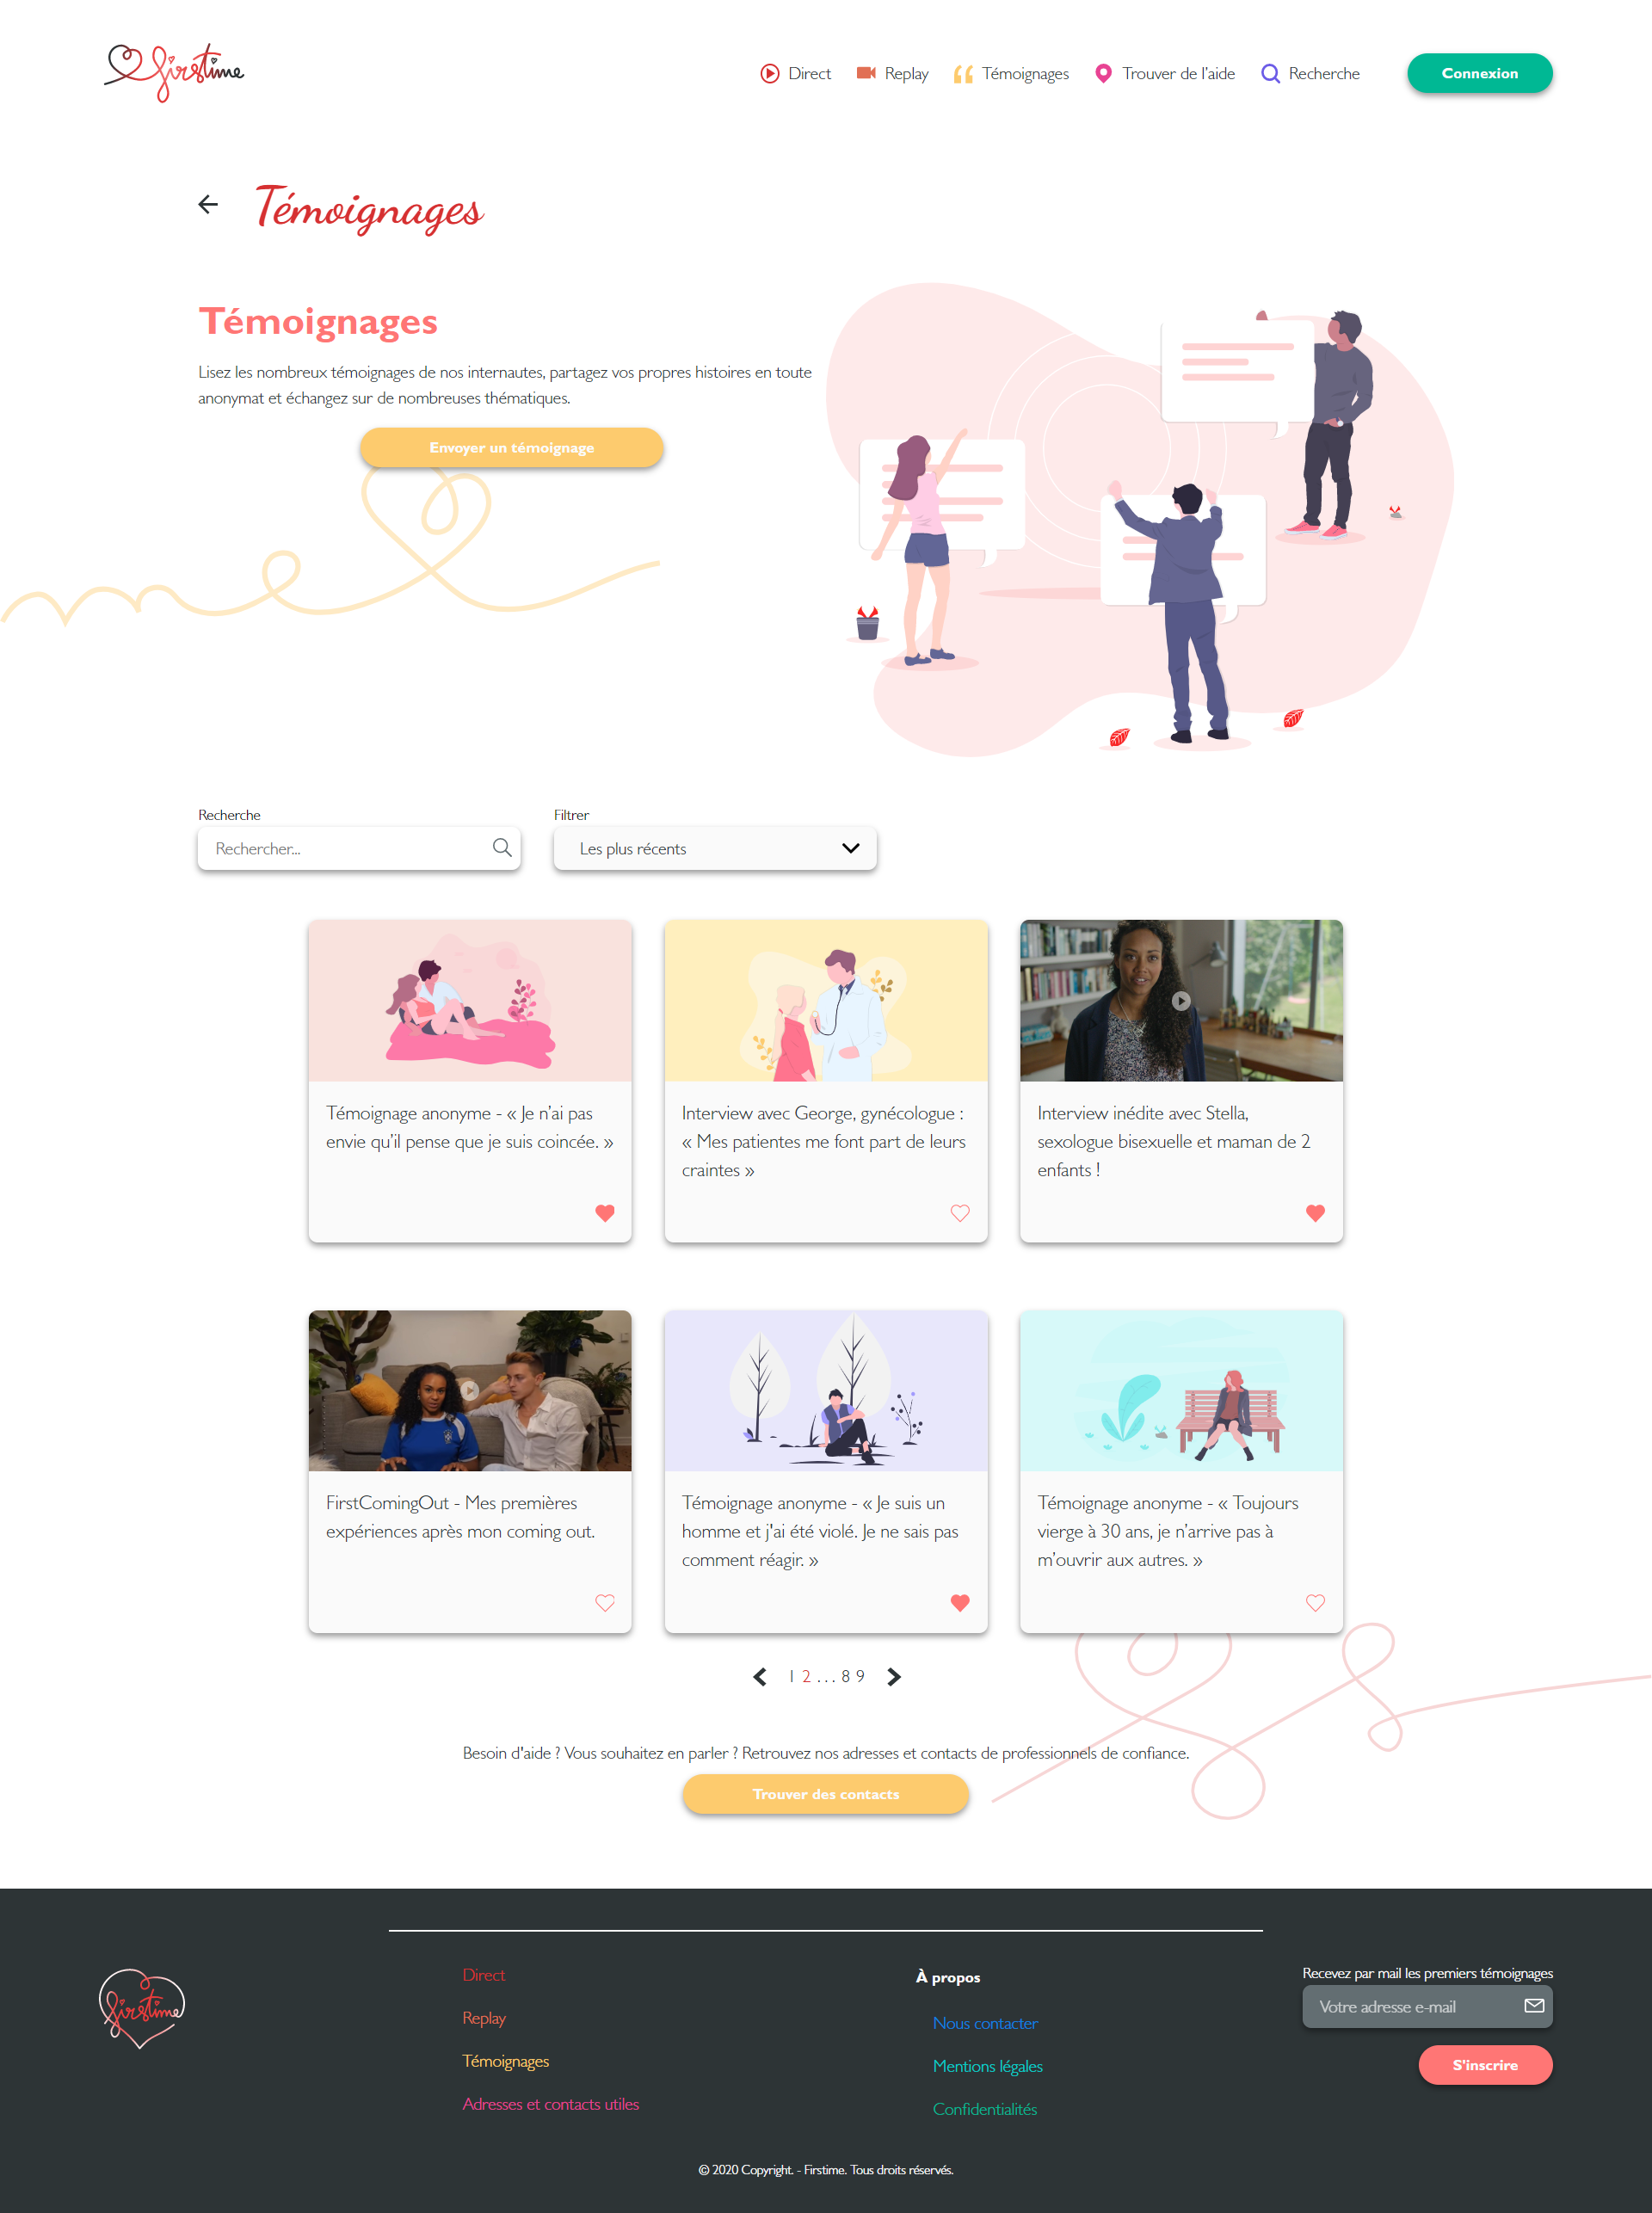 firstime
Direct
Replay
Témoignages
Trouver de l'aide
Recherche
Connexion
Témoignages
Témoignages
Lisez les nombreux témoignages de nos internautes, partagez vos propres histoires en toute
anonymat et échangez sur de nombreuses thématiques.
Envoyer un témoignage
Recherche
Rechercher...
Filtrer
Les plus récents
Témoignage anonyme - « Je n'ai pas
envie qu'il pense que je suis coincée. »
Interview avec George, gynécologue :
« Mes patientes me font part de leurs
craintes »
Interview inédite avec Stella,
sexologue bisexuelle et maman de 2
enfants !
FirstComingOut - Mes premières
expériences après mon coming out.
Témoignage anonyme - « Je suis un
homme et j'ai été violé. Je ne sais pas
comment réagir. »
Témoignage anonyme - « Toujours
vierge à 30 ans, je n'arrive pas à
m'ouvrir aux autres. »
1 2 . . . 8 9
Besoin d'aide ? Vous souhaitez en parler ? Retrouvez nos adresses et contacts de professionnels de confiance.
Trouver des contacts
firstime
Direct
Replay
Témoignages
Adresses et contacts utiles
À propos
Nous contacter
Mentions légales
Confidentialités
Recevez par mail les premiers témoignages
Votre adresse e-mail
S'inscrire
© 2020 Copyright. - Firstime. Tous droits réservés.